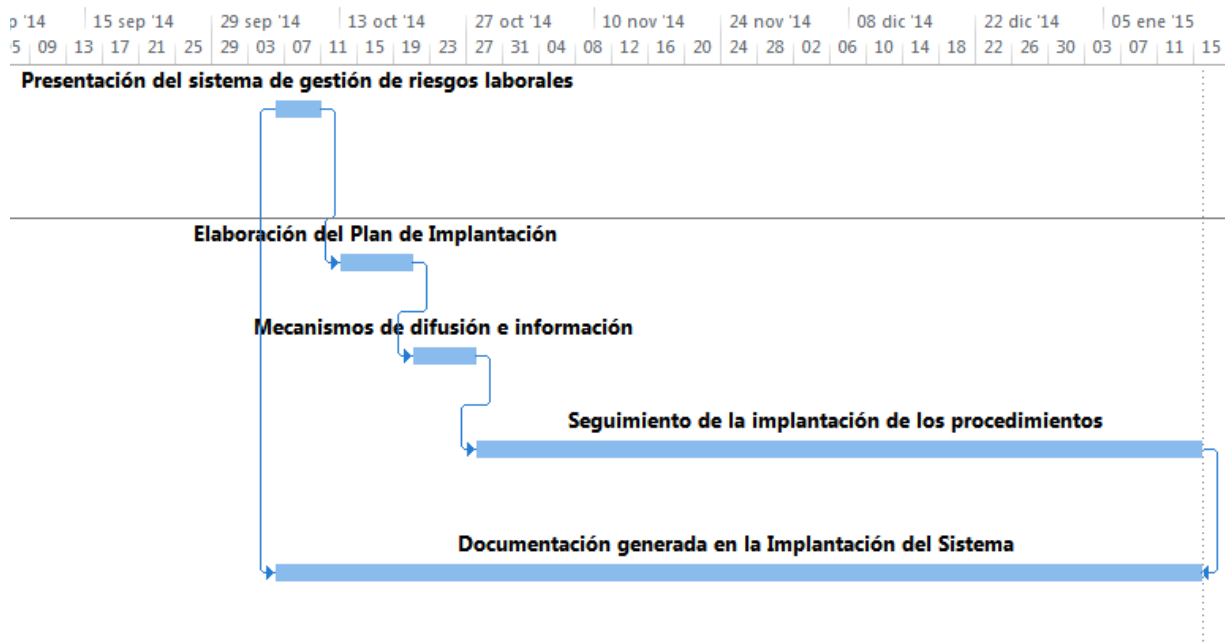 p '14 15 sep '14 29 sep '14 13 oct '14 27 oct '14 10 nov '14 24 nov '14 08 dic '14 22 dic '14 05 ene '15
5 09 13 17 21 25 29 03 07 11 15 19 23 27 31 04 08 12 16 20 24 28 02 06 10 14 18 22 26 30 03 07 11 15
Presentación del sistema de gestión de riesgos laborales
Elaboración del Plan de Implantación
Mecanismos de difusión e información
Seguimiento de la implantación de los procedimientos
Documentación generada en la Implantación del Sistema